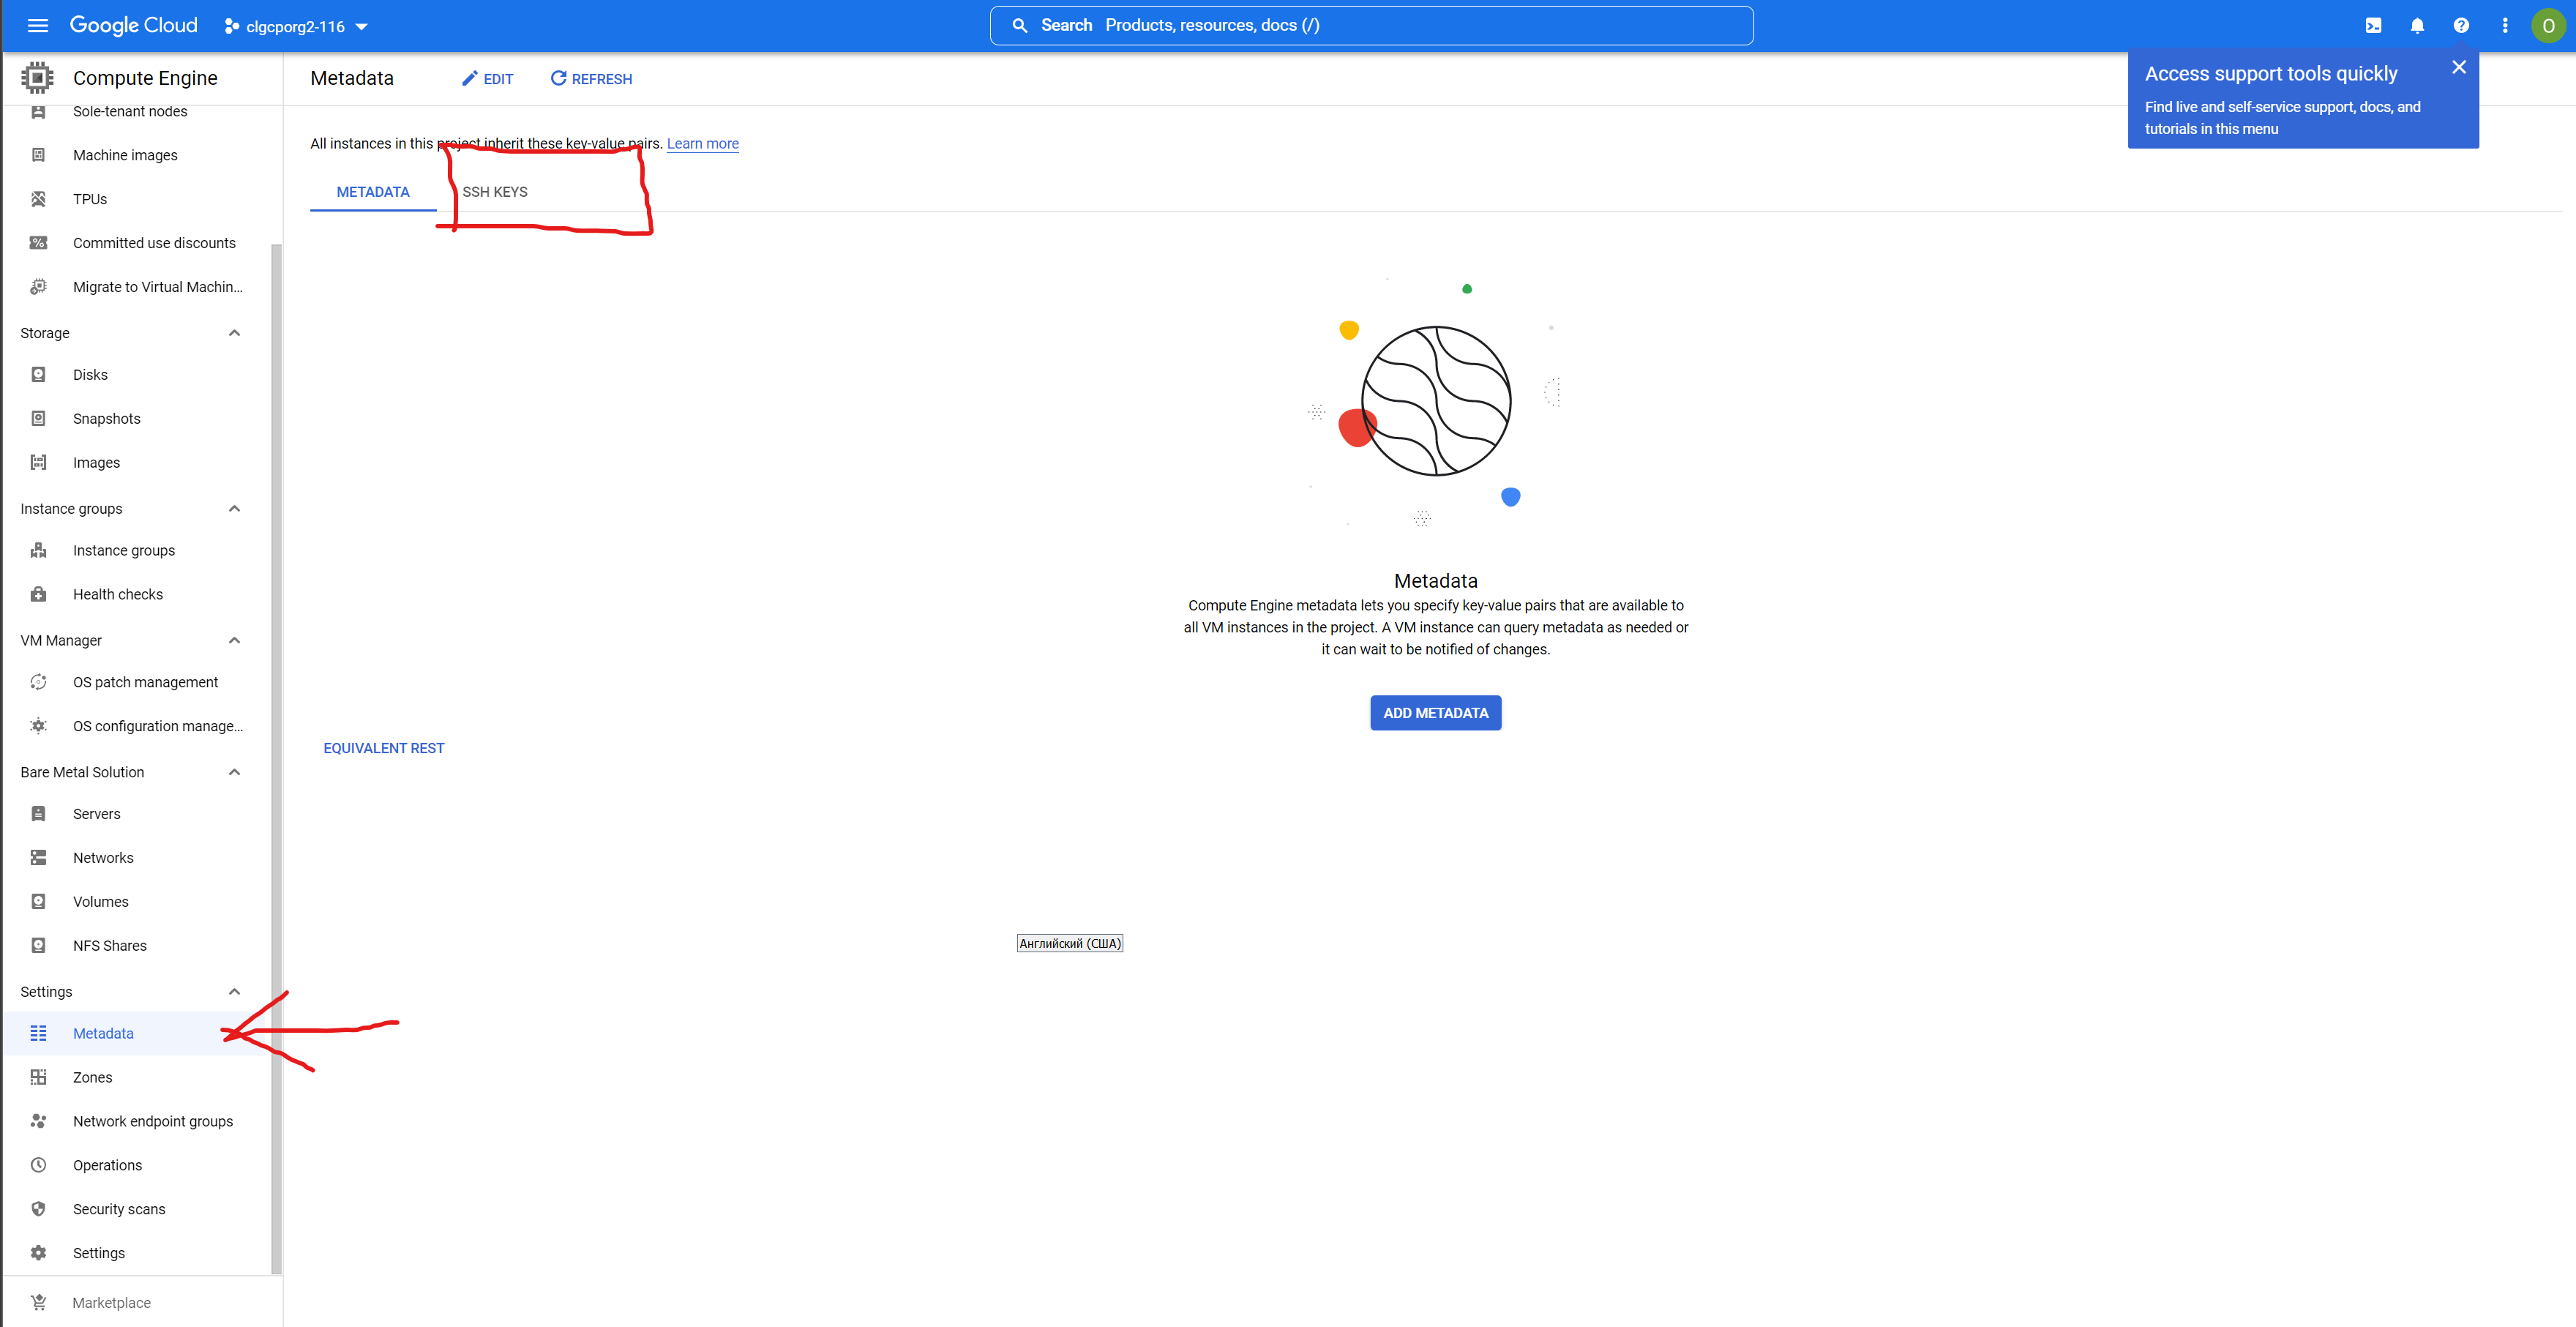 Google Cloud
clgcporg2-116
Search Products, resources, docs (/)
O
Access support tools quickly
Find live and self-service support, docs, and
tutorials in this menu
Compute Engine
Sole-tenant nodes
Machine images
TPUs
Committed use discounts
Migrate to Virtual Machin...
Storage
Disks
Snapshots
Images
Instance groups
Instance groups
Health checks
VM Manager
OS patch management
OS configuration manage...
Bare Metal Solution
Servers
Networks
Volumes
NFS Shares
Settings
Metadata
Zones
Network endpoint groups
Operations
Security scans
Settings
Marketplace
Metadata
EDIT
REFRESH
All instances in this project inherit these key-value pairs. Learn more
METADATA
SSH KEYS
Metadata
Compute Engine metadata lets you specify key-value pairs that are available to
all VM instances in the project. A VM instance can query metadata as needed or
it can wait to be notified of changes.
ADD METADATA
EQUIVALENT REST
Английский (США)